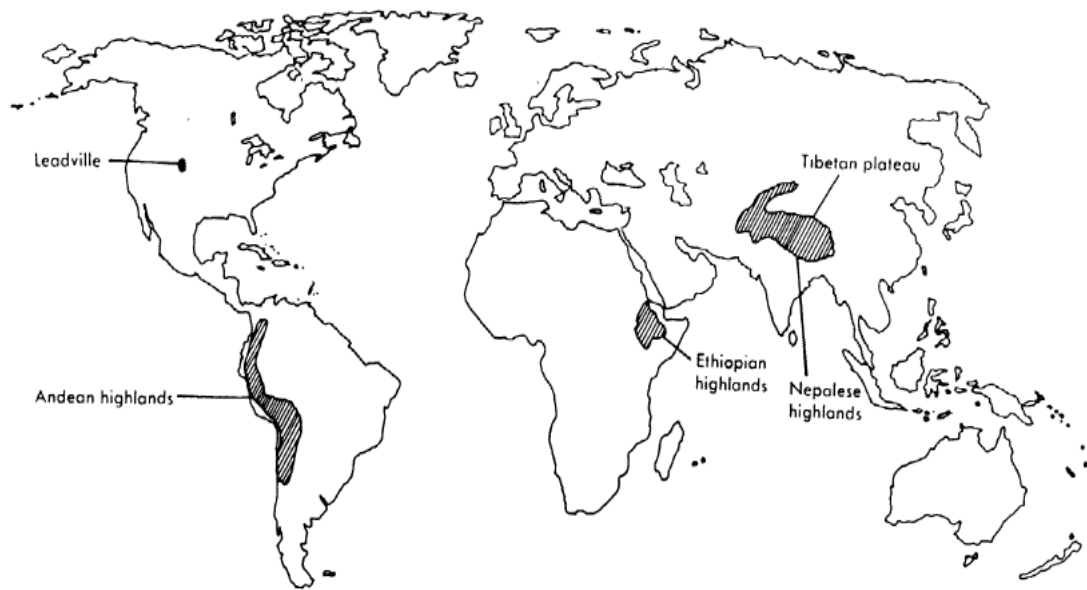 Leadville
Tibetan plateau
Andean highlands
Ethiopian
highlands
Nepalese
highlands